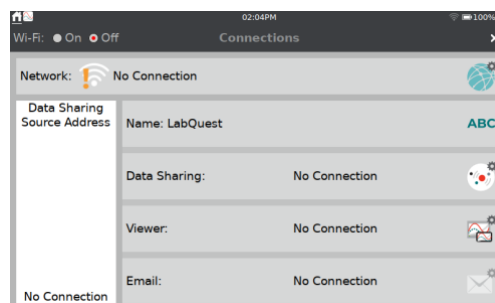 02:04PM 100%
Wi-Fi: On Off Connections
Network: No Connection
Data Sharing
Source Address
Name: LabQuest ABC
Data Sharing: No Connection
Viewer: No Connection
Email: No Connection
No Connection